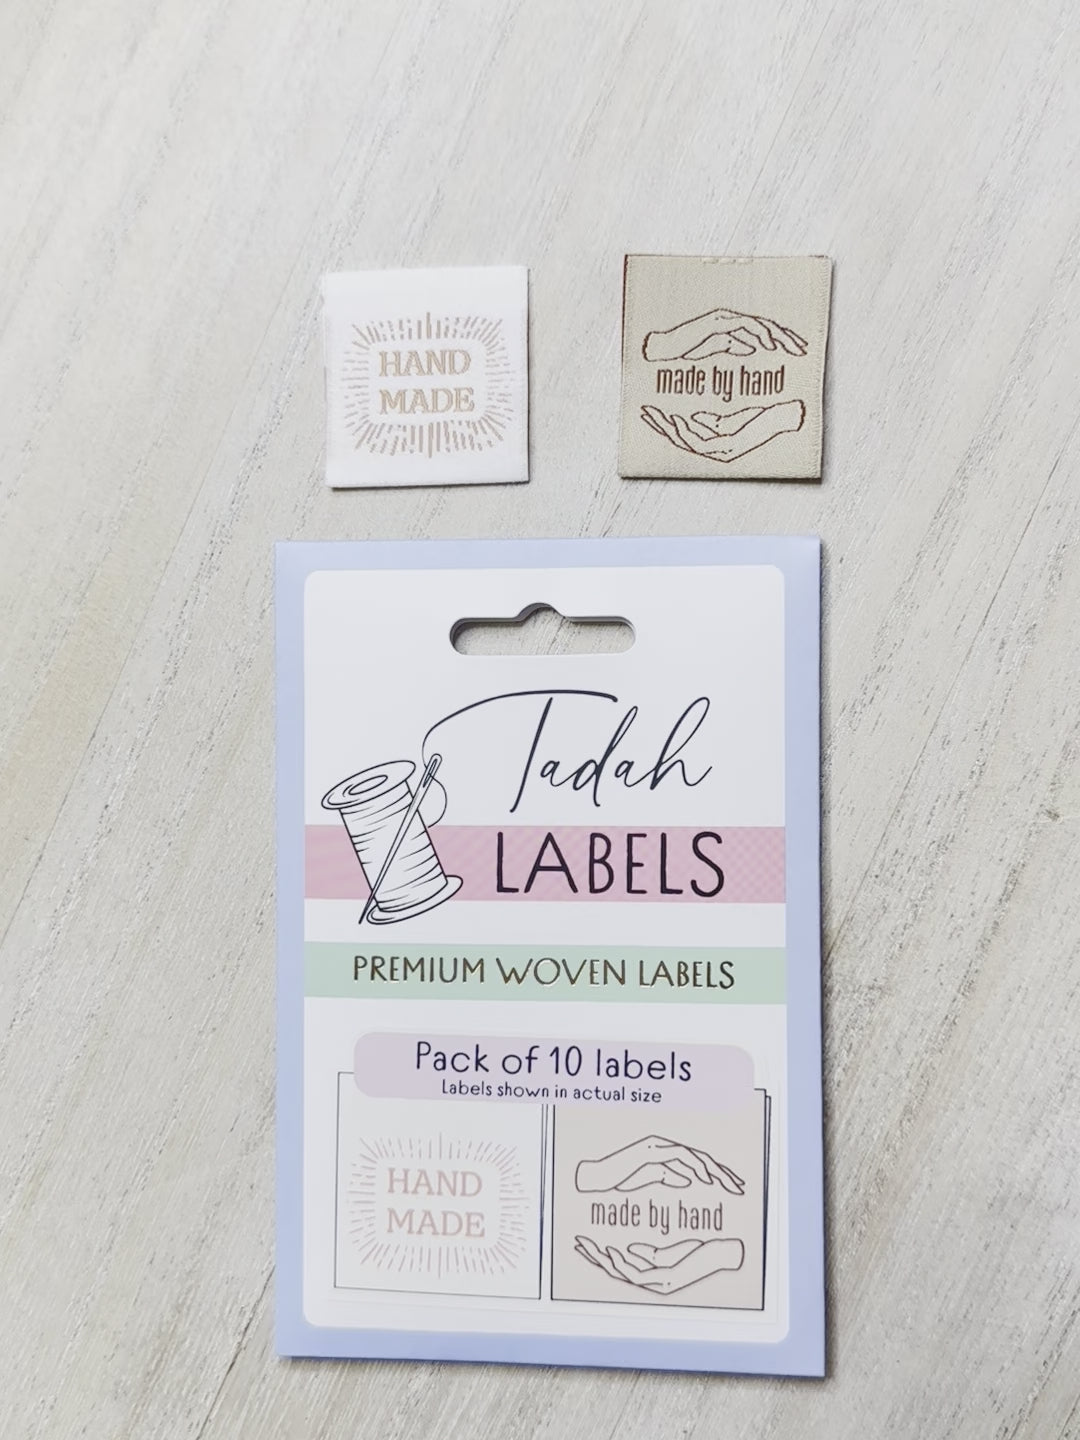 HAND
MADE
made by hand
Tadah
LABELS
PREMIUM WOVEN LABELS
Pack of 10 labels
Labels shown in actual size
HAND
MADE
made by hand